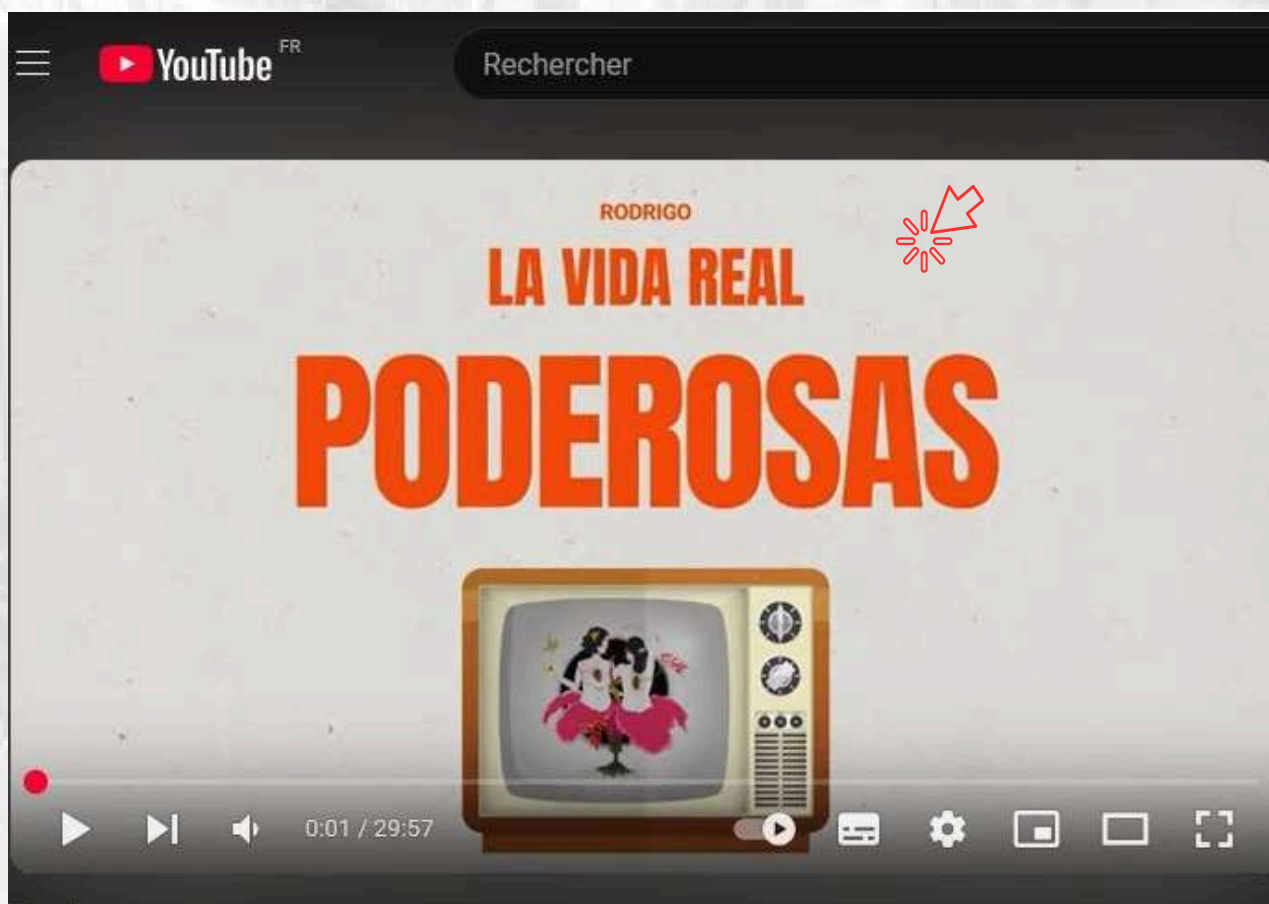 YouTube FR
Rechercher
RODRIGO
LA VIDA REAL
PODEROSAS
0:01 / 29:57